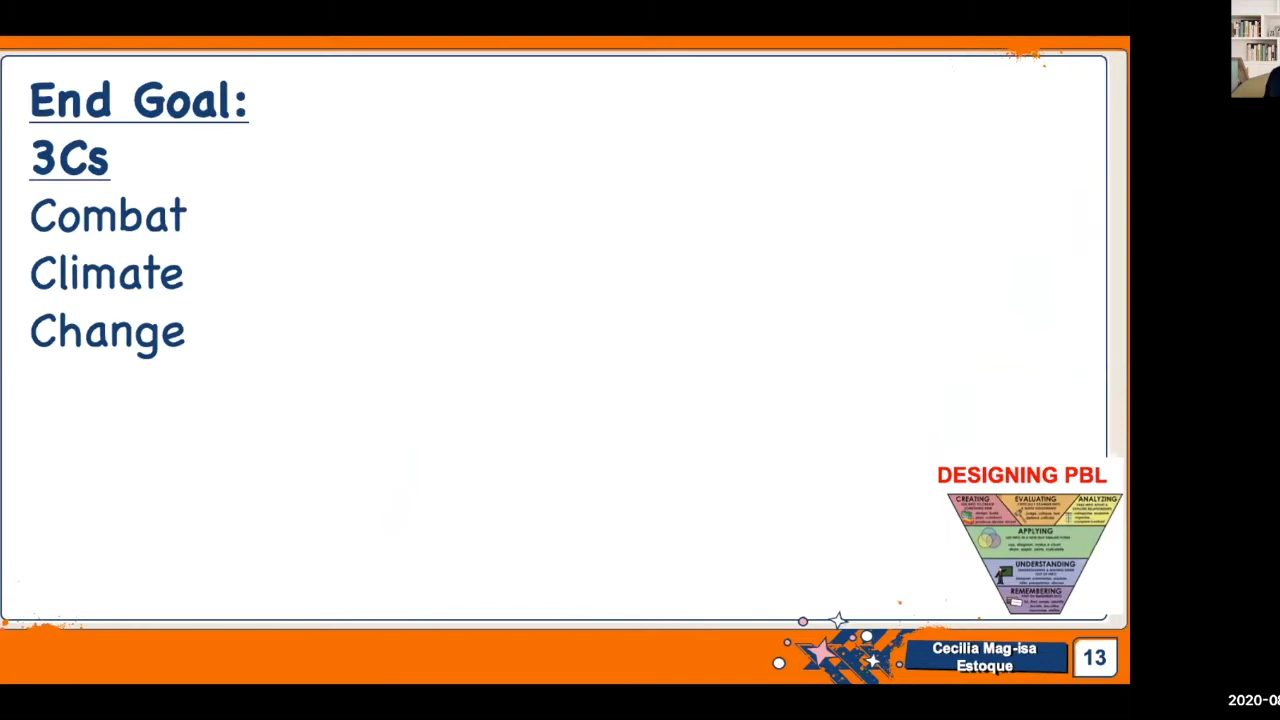 End Goal:
3Cs
Combat
Climate
Change
DESIGNING PBL
CREATING
EVALUATING
ANALYZING
APPLYING
UNDERSTANDING
REMEMBERING
Cecilia Mag-isa
Estoque
13
2020-08